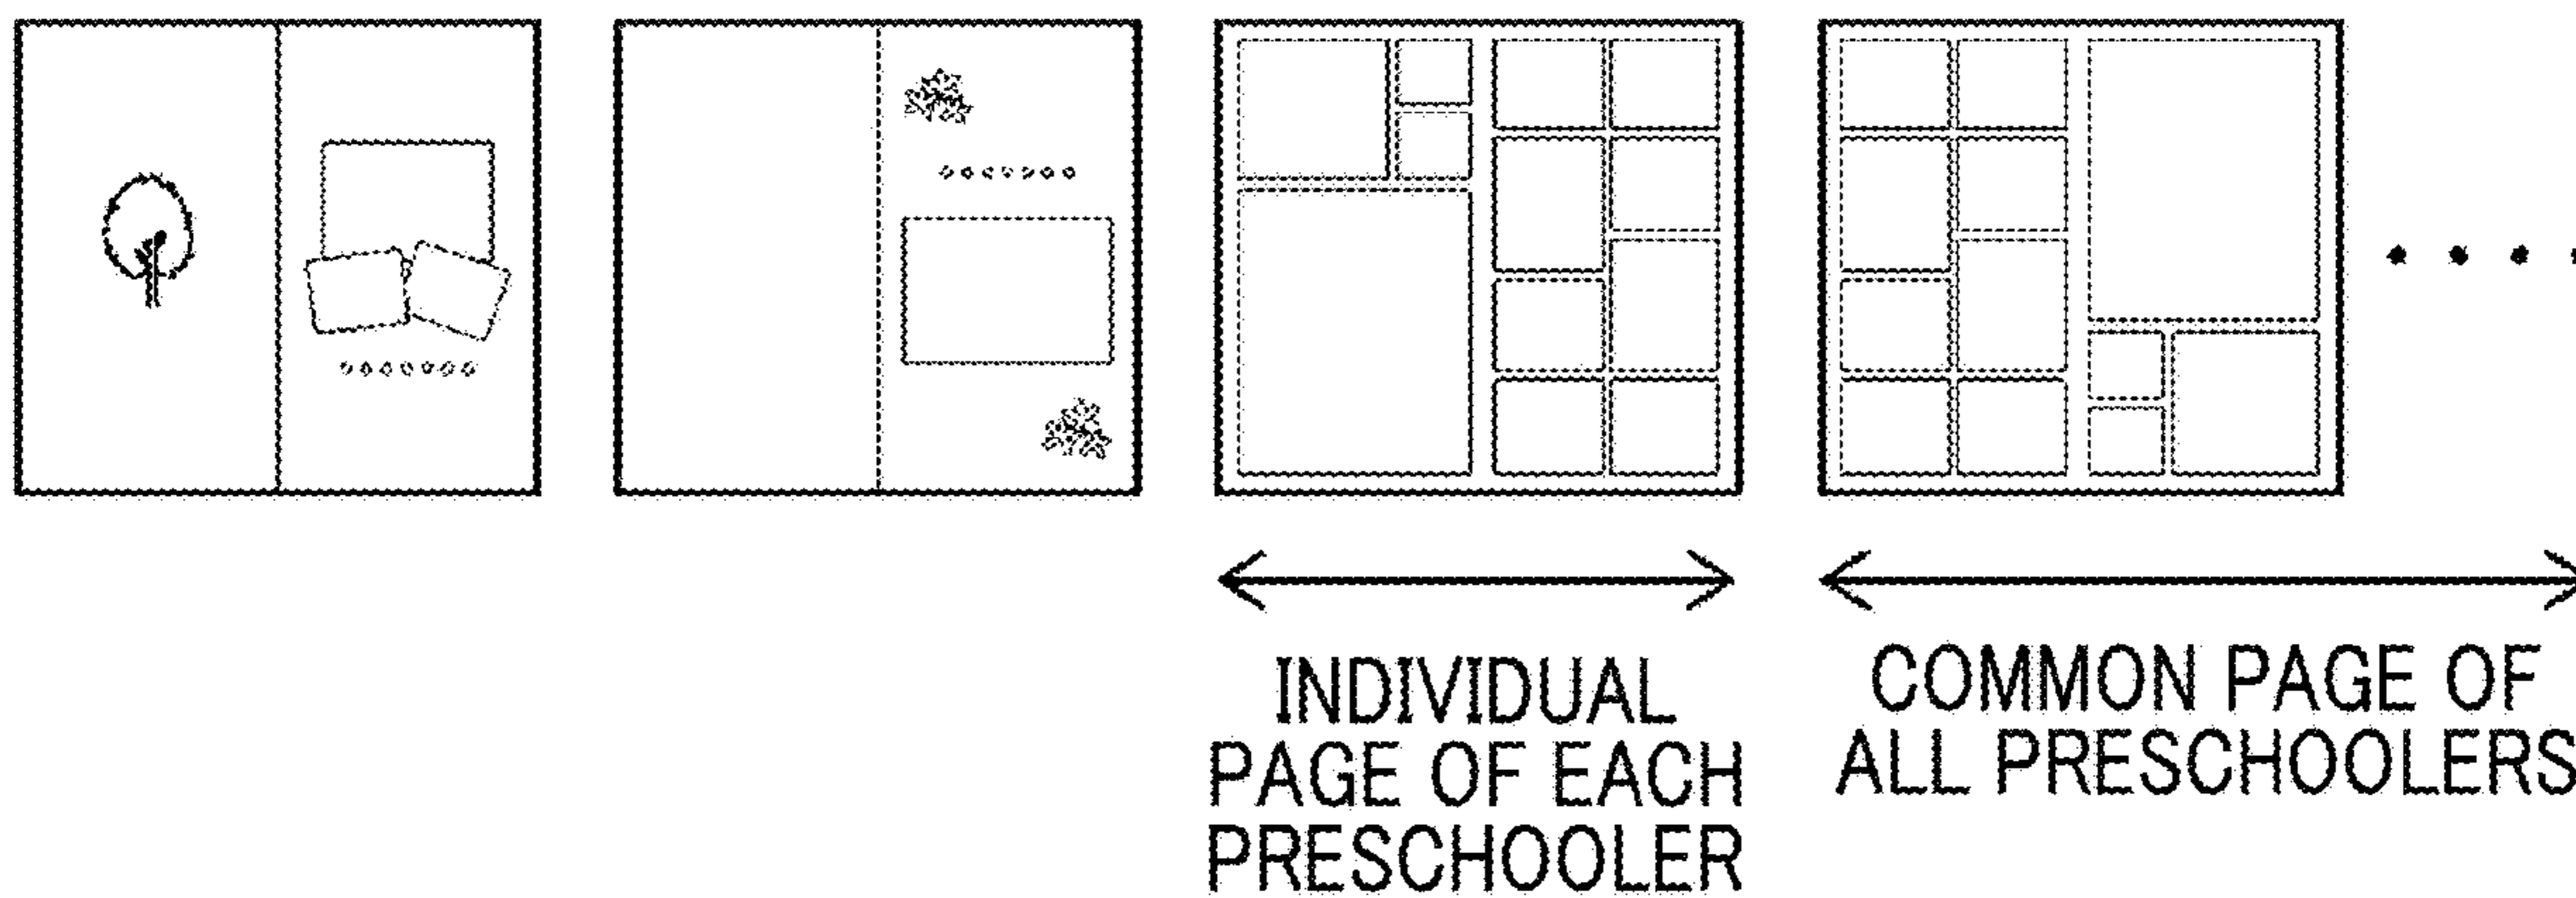 INDIVIDUAL
PAGE OF EACH
PRESCHOOLER
COMMON PAGE OF
ALL PRESCHOOLERS